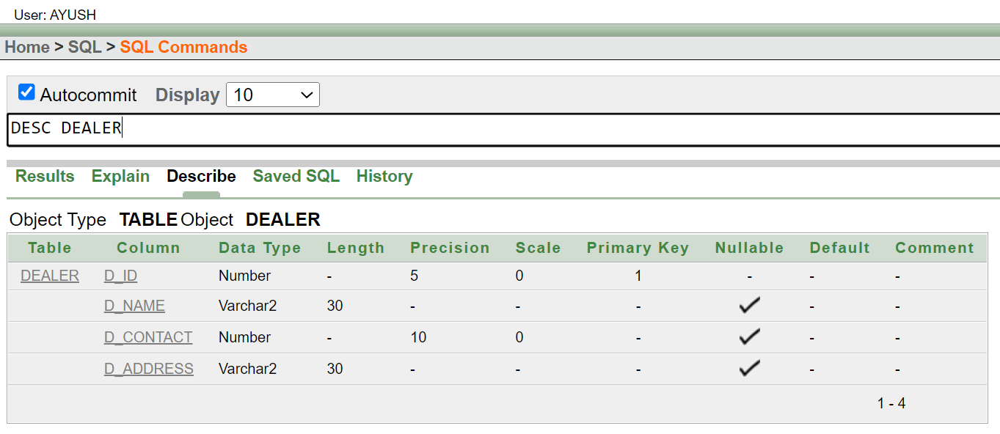 User: AYUSH
Home > SQL > SQL Commands
Autocommit Display 10
DESC DEALER
Results Explain Describe Saved SQL History
Object Type TABLE Object DEALER
Table Column Data Type Length Precision Scale Primary Key Nullable Default Comment
DEALER D_ID Number - 5 0 1 - - -
D_NAME Varchar2 30 - - - - -
D_CONTACT Number - 10 0 - - -
D_ADDRESS Varchar2 30 - - - - -
1 - 4